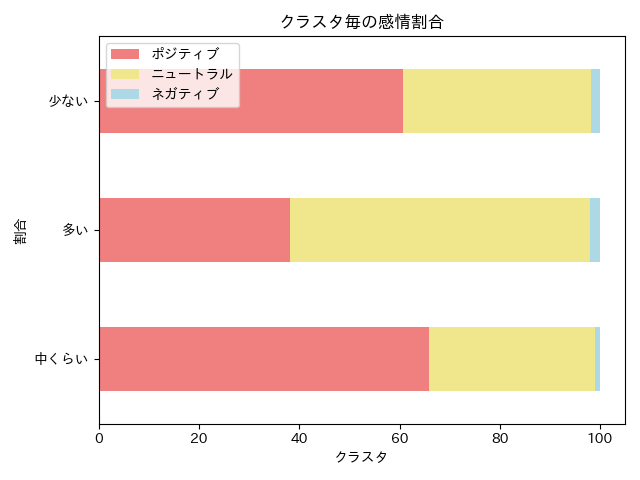 クラスタ毎の感情割合
ポジティブ
ニュートラル
ネガティブ
少ない
多い
中くらい
割合
0 20 40 60 80 100
クラスタ